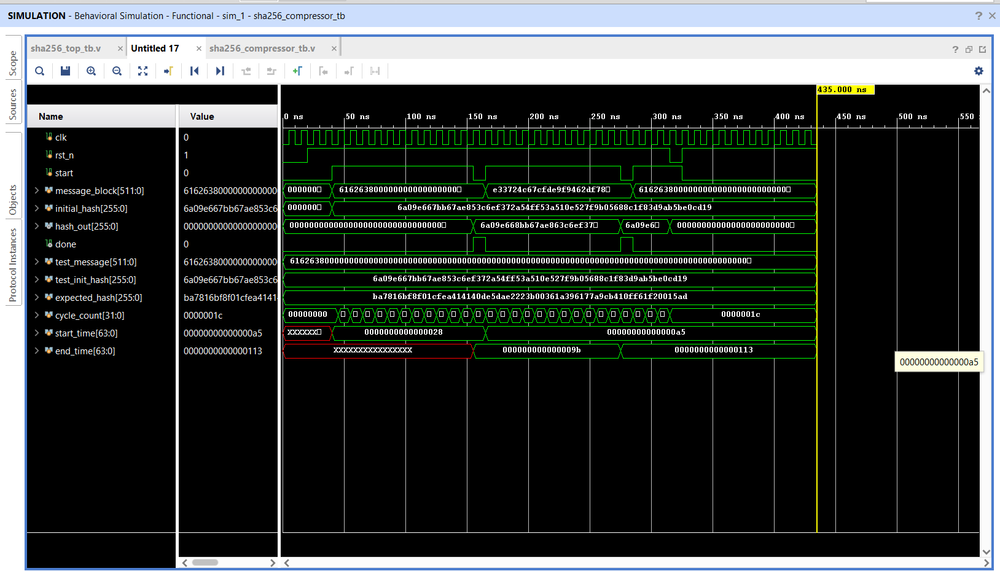 SIMULATION - Behavioral Simulation - Functional - sim_1 - sha256_compressor_tb
sha256_top_tb.v
Untitled 17
sha256_compressor_tb.v
Scope
Sources
Objects
Protocol Instances
435.000 ns
Name Value
0 ns 50 ns 100 ns 150 ns 200 ns 250 ns 300 ns 350 ns 400 ns 450 ns 500 ns 550
clk 0
rst_n 1
start 0
message_block[511:0] 6162638000000000000 000000 6162638000000000000000000 e33724c67cfde9f9462df78 6162638000000000000000000000000
initial_hash[255:0] 6a09e667bb67ae853c6 000000 6a09e667bb67ae853c6ef372a54ff53a510e527f9b05688c1f83d9ab5be0cd19
hash_out[255:0] 0000000000000000000 0000000000000000000000000000000 6a09e668bb67ae863c6ef37 6a09e6 000000000000000000000000
done 0
test_message[511:0] 6162638000000000000
test_init_hash[255:0] 6a09e667bb67ae853c6 6a09e667bb67ae853c6ef372a54ff53a510e527f9b05688c1f83d9ab5be0cd19
expected_hash[255:0] ba7816bf8f01cfea4141 ba7816bf8f01cfea414140de5dae2223b00361a396177a9cb410ff61f20015ad
cycle_count[31:0] 0000001c 00000000 0000001c
start_time[63:0] 00000000000000a5 XXXXXX 0000000000000028 00000000000000a5
end_time[63:0] 0000000000000113 XXXXXXXXXXXXXXXX 000000000000009b 0000000000000113
00000000000000a5